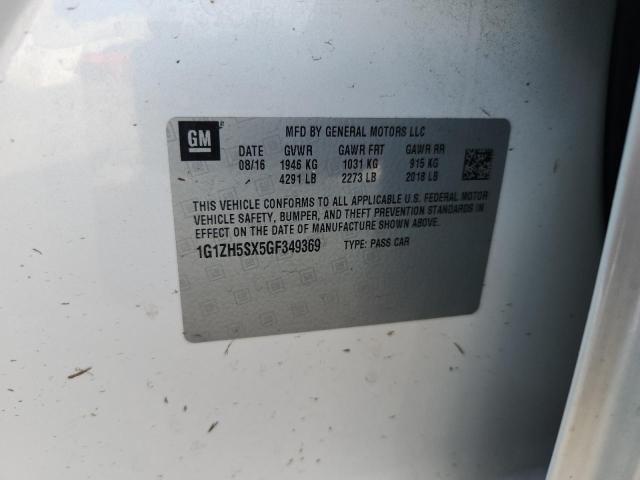 GM
MFD BY GENERAL MOTORS LLC
DATE GVWR GAWR FRT GAWR RR
08/16 1946 KG 1031 KG 915 KG
4291 LB 2273 LB 2018 LB
THIS VEHICLE CONFORMS TO ALL APPLICABLE U.S. FEDERAL MOTOR
VEHICLE SAFETY, BUMPER, AND THEFT PREVENTION STANDARDS
IN EFFECT ON THE DATE OF MANUFACTURE SHOWN ABOVE.
1G1ZH5SX5GF349369 TYPE: PASS CAR